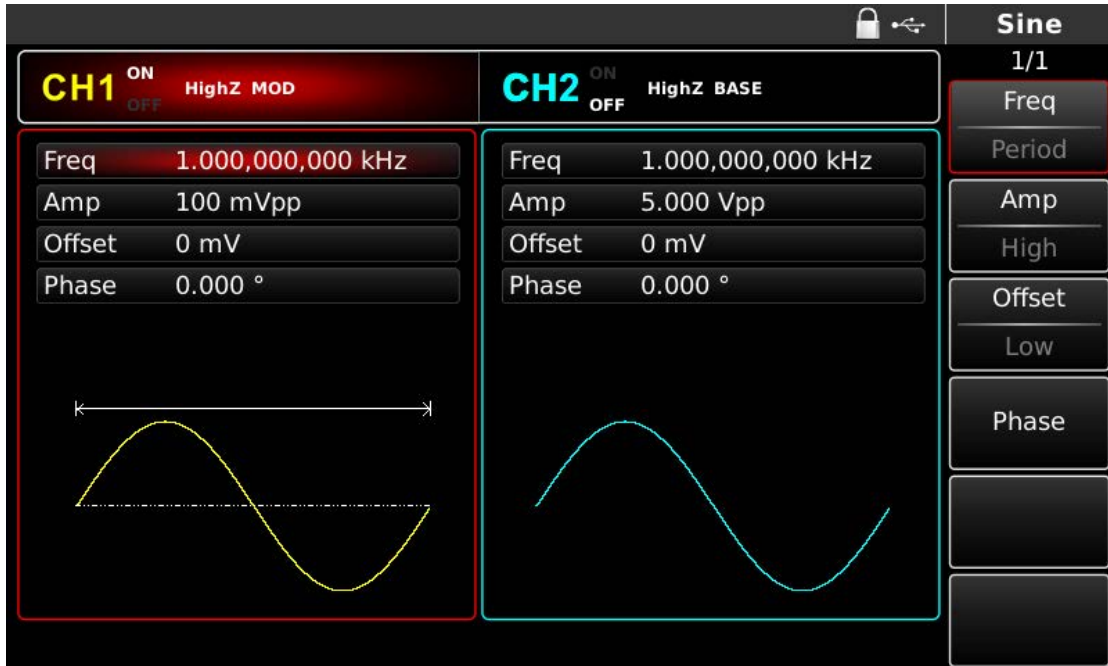 Sine
1/1
CH1 ON OFF HighZ MOD
CH2 ON OFF HighZ BASE
Freq 1.000,000,000 kHz
Amp 100 mVpp
Offset 0 mV
Phase 0.000 °
Freq 1.000,000,000 kHz
Amp 5.000 Vpp
Offset 0 mV
Phase 0.000 °
Freq
Period
Amp
High
Offset
Low
Phase